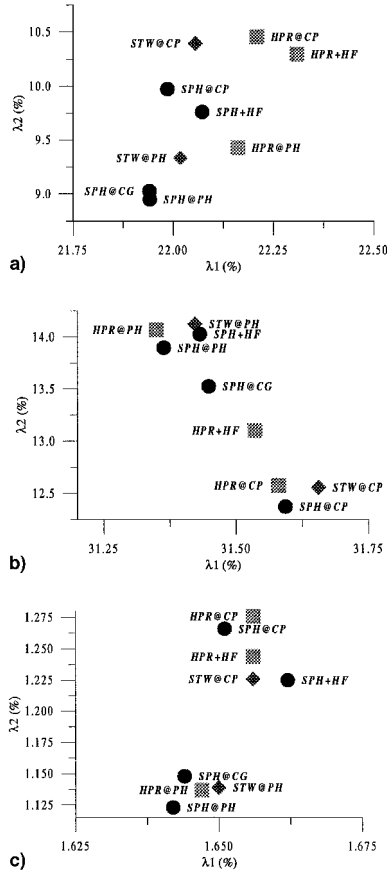 10.5
10.0
9.5
9.0
λ2 (%)
STW@CP
HPR@CP
HPR+HF
SPH@CP
SPH+HF
HPR@PH
STW@PH
SPH@CG
SPH@PH
21.75 22.00 22.25 22.50
a)
λ1 (%)
14.0
13.5
13.0
12.5
λ2 (%)
HPR@PH
STW@PH
SPH+HF
SPH@PH
SPH@CG
HPR+HF
HPR@CP
STW@CP
SPH@CP
31.25 31.50 31.75
b)
λ1 (%)
1.275
1.250
1.225
1.200
1.150
1.125
λ2 (%)
HPR@CP
SPH@CP
HPR+HF
STW@CP
SPH+HF
SPH@CG
HPR@PH
STW@PH
SPH@PH
1.625 1.650 1.675
c)
λ1 (%)